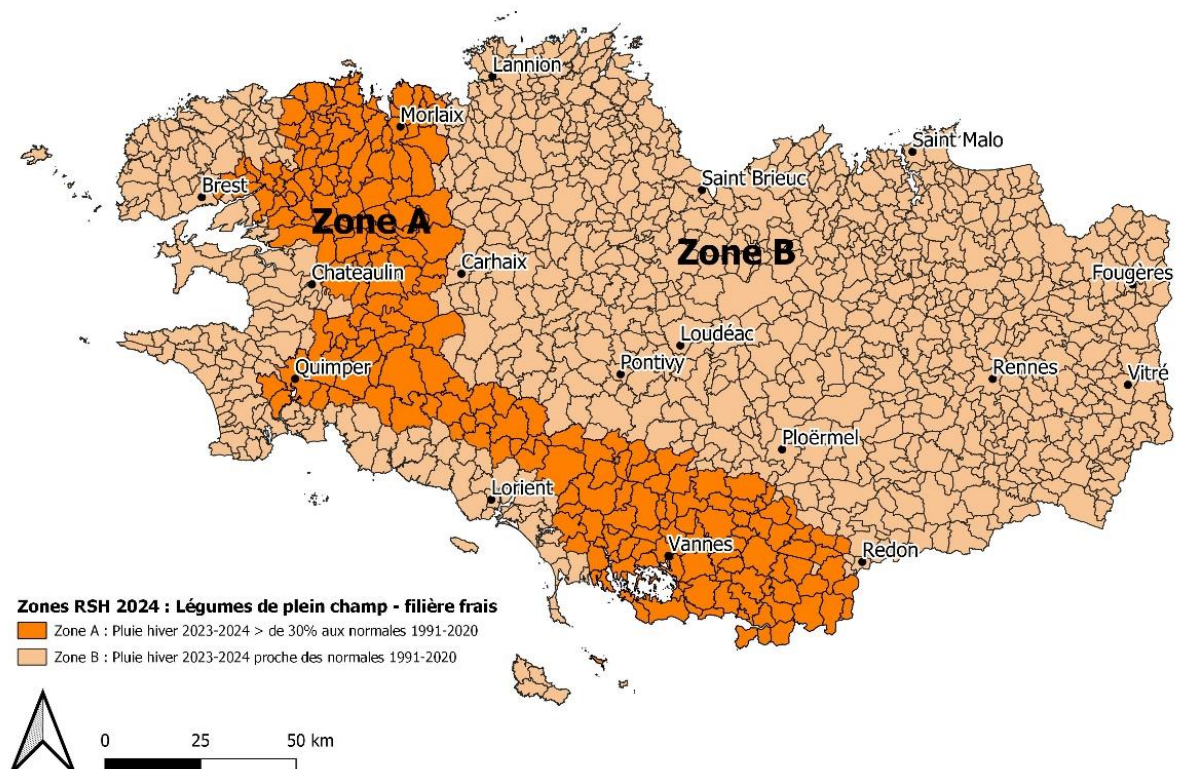 Lannion
Morlaix
Saint Malo
Brest
Saint Brieuc
Zone A
Zone B
Carhaix
Chateaulin
Fougères
Loudéac
Quimper
Pontivy
Rennes
Vitré
Ploërmel
Lorient
Vannes
Redon
Zones RSH 2024 : Légumes de plein champ - filière frais
Zone A : Pluie hiver 2023-2024 > de 30% aux normales 1991-2020
Zone B : Pluie hiver 2023-2024 proche des normales 1991-2020
0 25 50 km